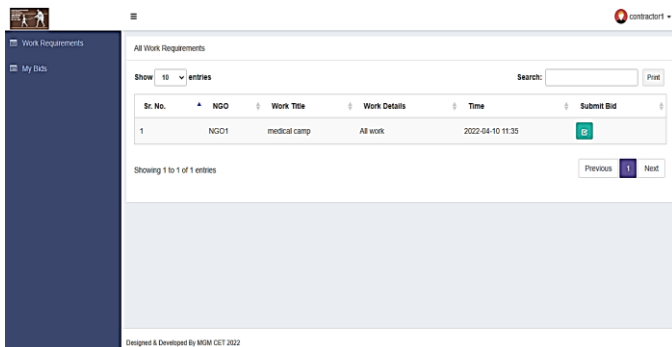 contractor1
Work Requirements
My Bids
All Work Requirements
Show 10 entries
Search:
Print
Sr. No. NGO Work Title Work Details Time Submit Bid
1 NGO1 medical camp All work 2022-04-10 11:35
Showing 1 to 1 of 1 entries
Previous 1 Next
Designed & Developed By MGM CET 2022